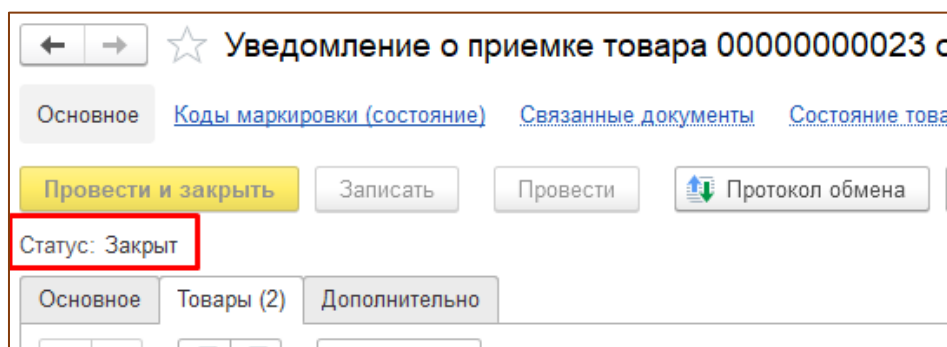 Уведомление о приемке товара 00000000023
Основное Коды маркировки (состояние) Связанные документы Состояние
Провести и закрыть Записать Провести Протокол обмена
Статус: Закрыт
Основное Товары (2) Дополнительно